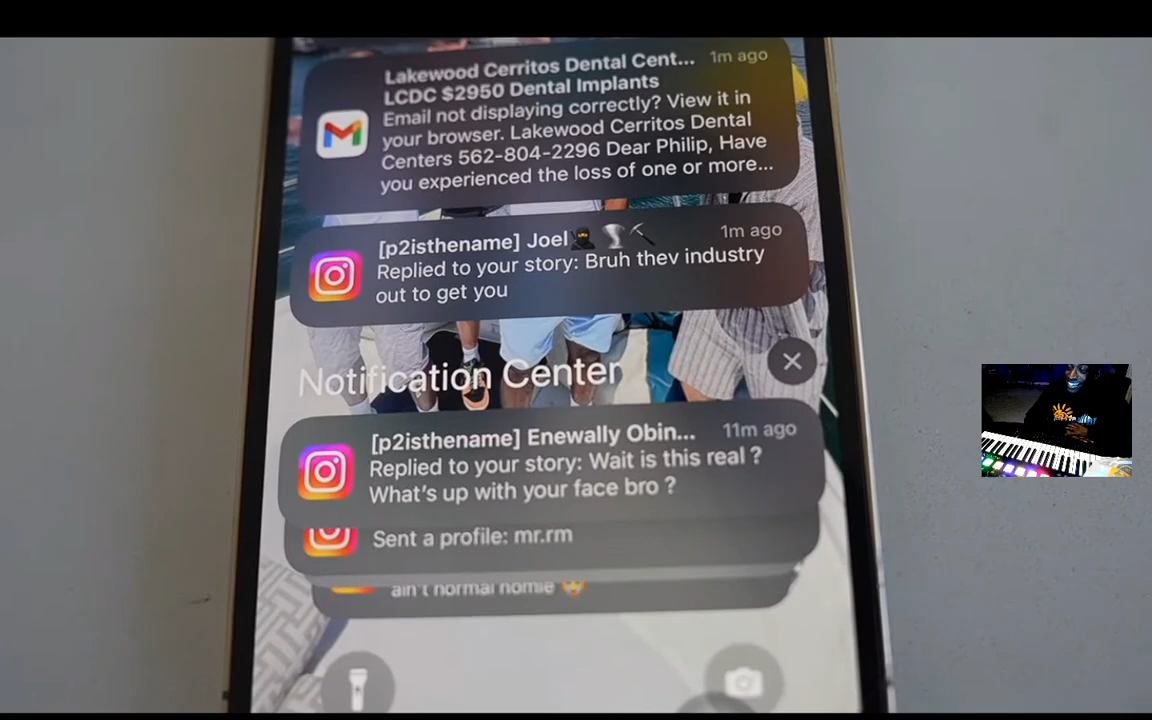 Lakewood Cerritos Dental Cent... 1m ago
LCDC $2950 Dental Implants
Email not displaying correctly? View it in
your browser. Lakewood Cerritos Dental
Centers 562-804-2296 Dear Philip, Have
you experienced the loss of one or more...
[p2isthename] Joel🥷🏿🌪️⛏️ 1m ago
Replied to your story: Bruh thev industry
out to get you
Notification Center
[p2isthename] Enewally Obin... 11m ago
Replied to your story: Wait is this real ?
What's up with your face bro ?
Sent a profile: mr.rm
ain't normal homie